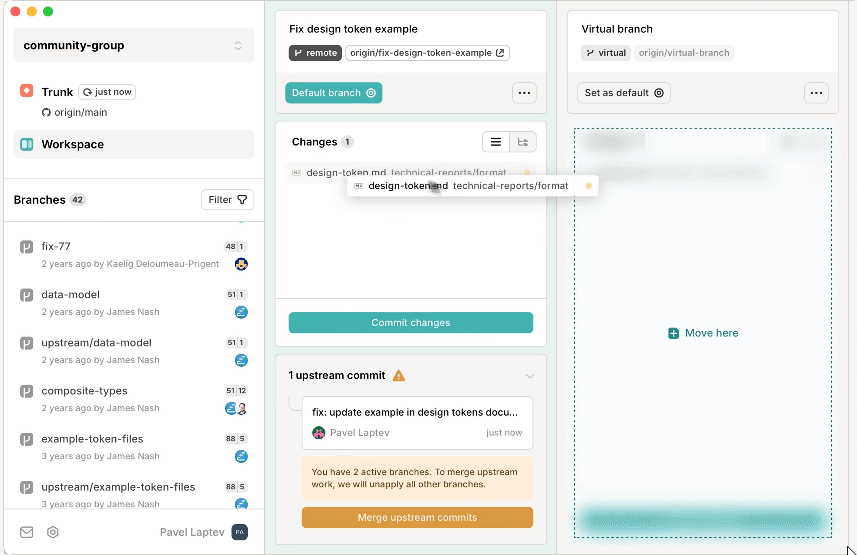 community-group
Trunk just now
origin/main
Workspace
Branches 42 Filter
fix-77 48 1
2 years ago by Kaelig Deloumeau-Prigent
data-model 51 1
2 years ago by James Nash
upstream/data-model 51 1
2 years ago by James Nash
composite-types 51 12
2 years ago by James Nash
example-token-files 88 5
3 years ago by James Nash
upstream/example-token-files 88 5
3 years ago by James Nash
Pavel Laptev PA
Fix design token example
remote origin/fix-design-token-example
Default branch
Changes 1
design-token.md technical-reports/format
design-token.md technical-reports/format
Commit changes
1 upstream commit
fix: update example in design tokens docu...
Pavel Laptev just now
You have 2 active branches. To merge upstream
work, we will unapply all other branches.
Merge upstream commits
Virtual branch
virtual origin/virtual-branch
Set as default
Move here